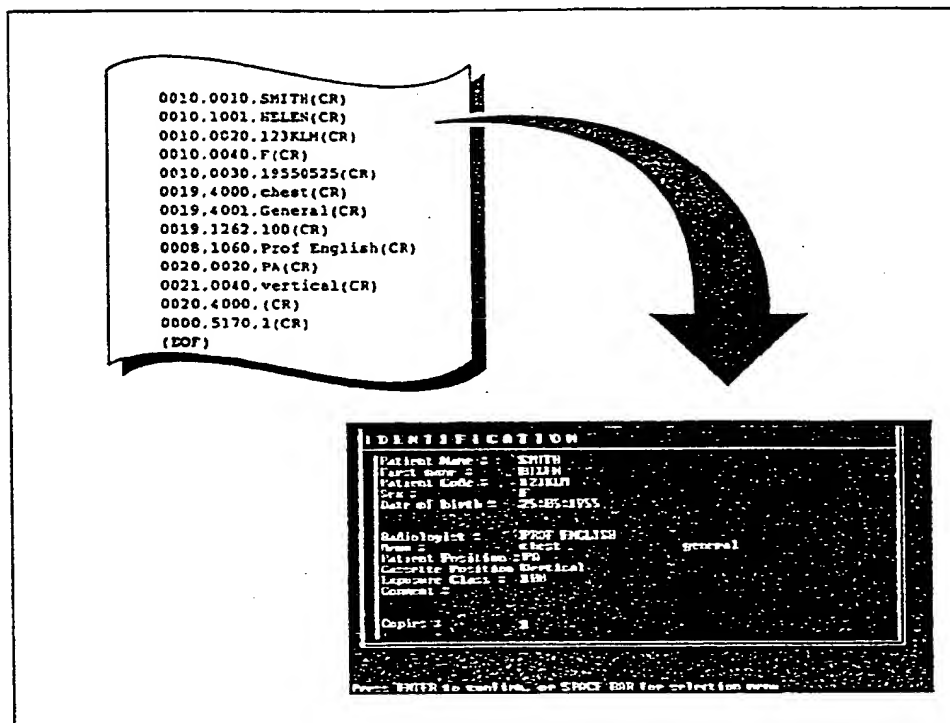 0010.0010.SMITH(CR)
0010.1001.HELEN(CR)
0010.0020.123KLM(CR)
0010.0040.F(CR)
0010.0030.19550525(CR)
0019.4000.chest(CR)
0019.4001.General(CR)
0019.1262.100(CR)
0008.1060.Prof English(CR)
0020.0020.PA(CR)
0021.0040.vertical(CR)
0020.4000.(CR)
0000.5170.1(CR)
(EOF)
IDENTIFICATION
Patient Name = SMITH
First name = HELEN
Patient Code = 123KLM
Sex = F
Date of birth = 25:05:1955
Radiologist = PROF ENGLISH
= chest general
Patient Position = PA
Cassette Position Vertical
Exposure Class =
Comment =
Copies =
Press ENTER to confirm, or SPACE BAR for selection menu